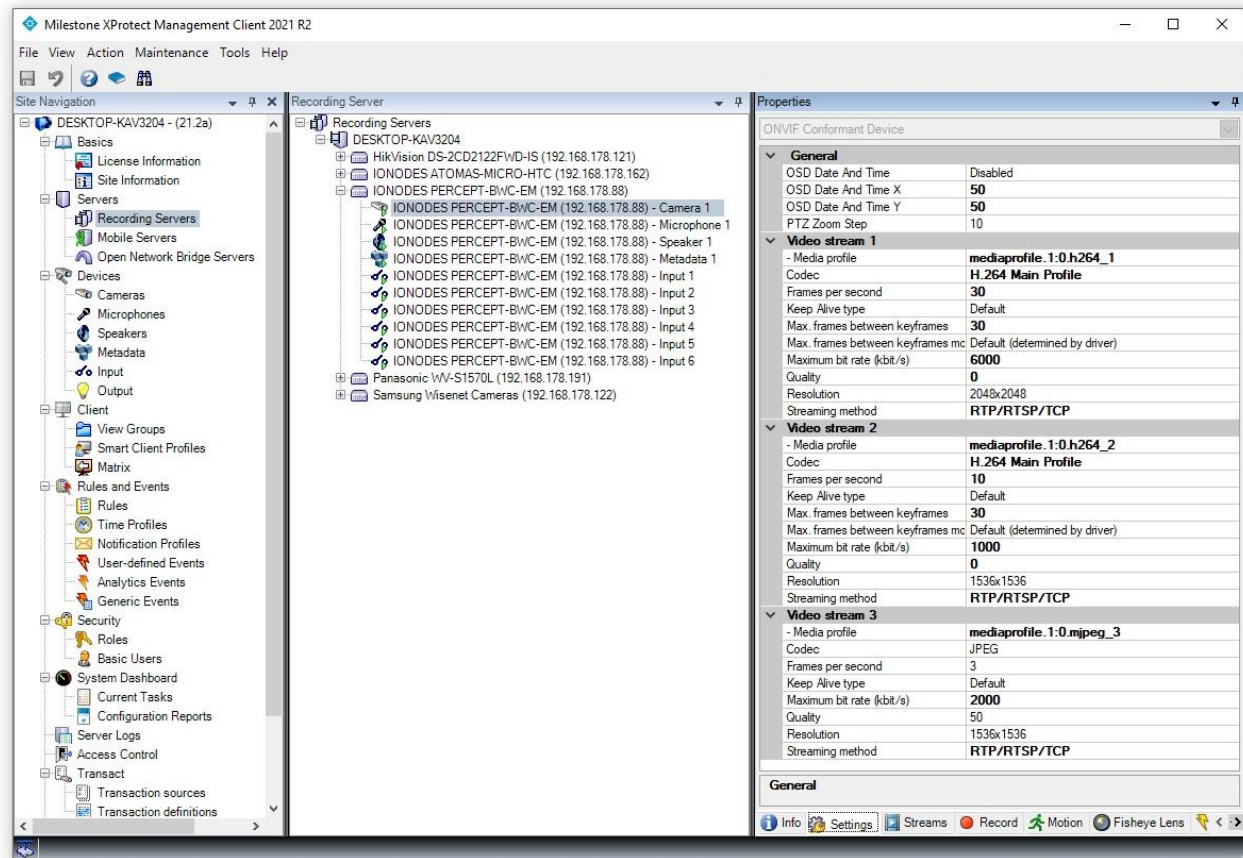 Milestone XProtect Management Client 2021 R2
File View Action Maintenance Tools Help
Site Navigation
DESKTOP-KAV3204 - (21.2a)
Basics
License Information
Site Information
Servers
Recording Servers
Mobile Servers
Open Network Bridge Servers
Devices
Cameras
Microphones
Speakers
Metadata
Input
Output
Client
View Groups
Smart Client Profiles
Matrix
Rules and Events
Rules
Time Profiles
Notification Profiles
User-defined Events
Analytics Events
Generic Events
Security
Roles
Basic Users
System Dashboard
Current Tasks
Configuration Reports
Server Logs
Access Control
Transact
Transaction sources
Transaction definitions
Recording Server
Recording Servers
DESKTOP-KAV3204
HikVision DS-2CD2122FWD-IS (192.168.178.121)
IONODES ATOMAS-MICRO-HTC (192.168.178.162)
IONODES PERCEPT-BWC-EM (192.168.178.88)
IONODES PERCEPT-BWC-EM (192.168.178.88) - Camera 1
IONODES PERCEPT-BWC-EM (192.168.178.88) - Microphone 1
IONODES PERCEPT-BWC-EM (192.168.178.88) - Speaker 1
IONODES PERCEPT-BWC-EM (192.168.178.88) - Metadata 1
IONODES PERCEPT-BWC-EM (192.168.178.88) - Input 1
IONODES PERCEPT-BWC-EM (192.168.178.88) - Input 2
IONODES PERCEPT-BWC-EM (192.168.178.88) - Input 3
IONODES PERCEPT-BWC-EM (192.168.178.88) - Input 4
IONODES PERCEPT-BWC-EM (192.168.178.88) - Input 5
IONODES PERCEPT-BWC-EM (192.168.178.88) - Input 6
Panasonic WV-S1570L (192.168.178.191)
Samsung Wisenet Cameras (192.168.178.122)
Properties
ONVIF Conformant Device
General
OSD Date And Time Disabled
OSD Date And Time X 50
OSD Date And Time Y 50
PTZ Zoom Step 10
Video stream 1
- Media profile mediaprofile.1:0.h264_1
Codec H.264 Main Profile
Frames per second 30
Keep Alive type Default
Max. frames between keyframes 30
Max. frames between keyframes mc Default (determined by driver)
Maximum bit rate (kbit/s) 6000
Quality 0
Resolution 2048x2048
Streaming method RTP/RTSP/TCP
Video stream 2
- Media profile mediaprofile.1:0.h264_2
Codec H.264 Main Profile
Frames per second 10
Keep Alive type Default
Max. frames between keyframes 30
Max. frames between keyframes mc Default (determined by driver)
Maximum bit rate (kbit/s) 1000
Quality 0
Resolution 1536x1536
Streaming method RTP/RTSP/TCP
Video stream 3
- Media profile mediaprofile.1:0.mjpeg_3
Codec JPEG
Frames per second 3
Keep Alive type Default
Maximum bit rate (kbit/s) 2000
Quality 50
Resolution 1536x1536
Streaming method RTP/RTSP/TCP
General
Info Settings Streams Record Motion Fisheye Lens